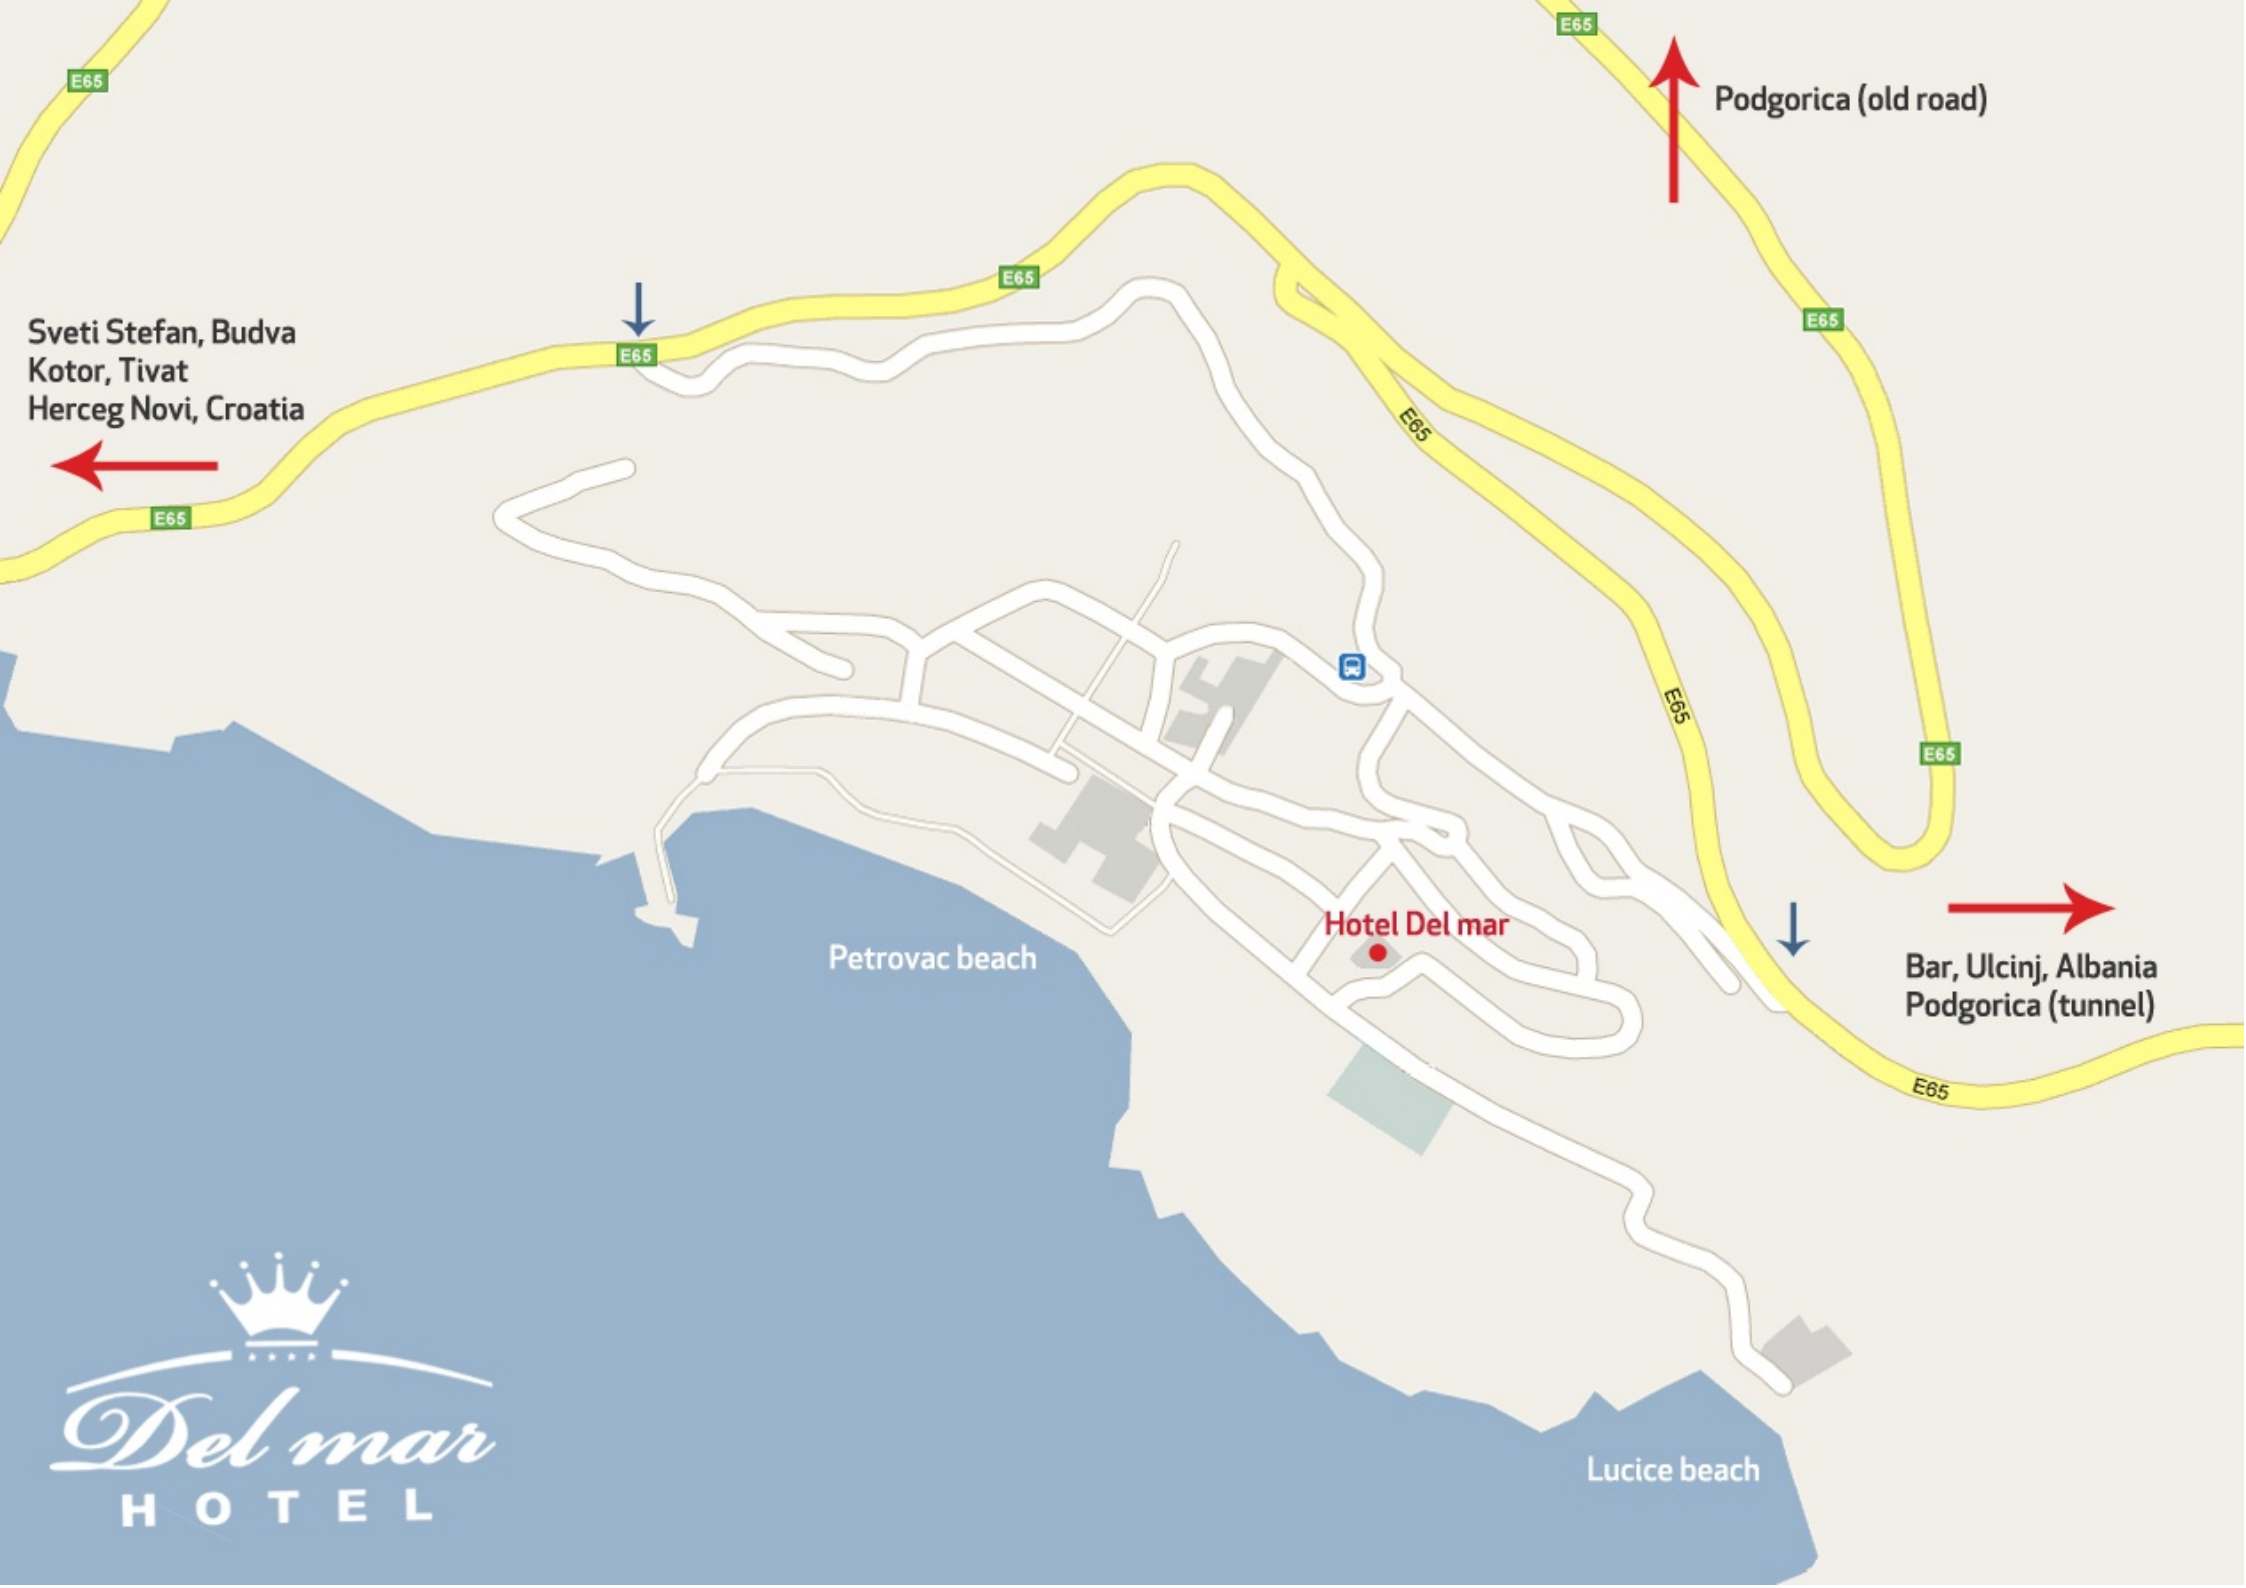 E65
E65
Podgorica (old road)
E65
E65
Sveti Stefan, Budva
Kotor, Tivat
Herceg Novi, Croatia
E65
E65
E65
E65
E65
E65
Hotel Del mar
Petrovac beach
Bar, Ulcinj, Albania
Podgorica (tunnel)
E65
Del mar
HOTEL
Lucice beach